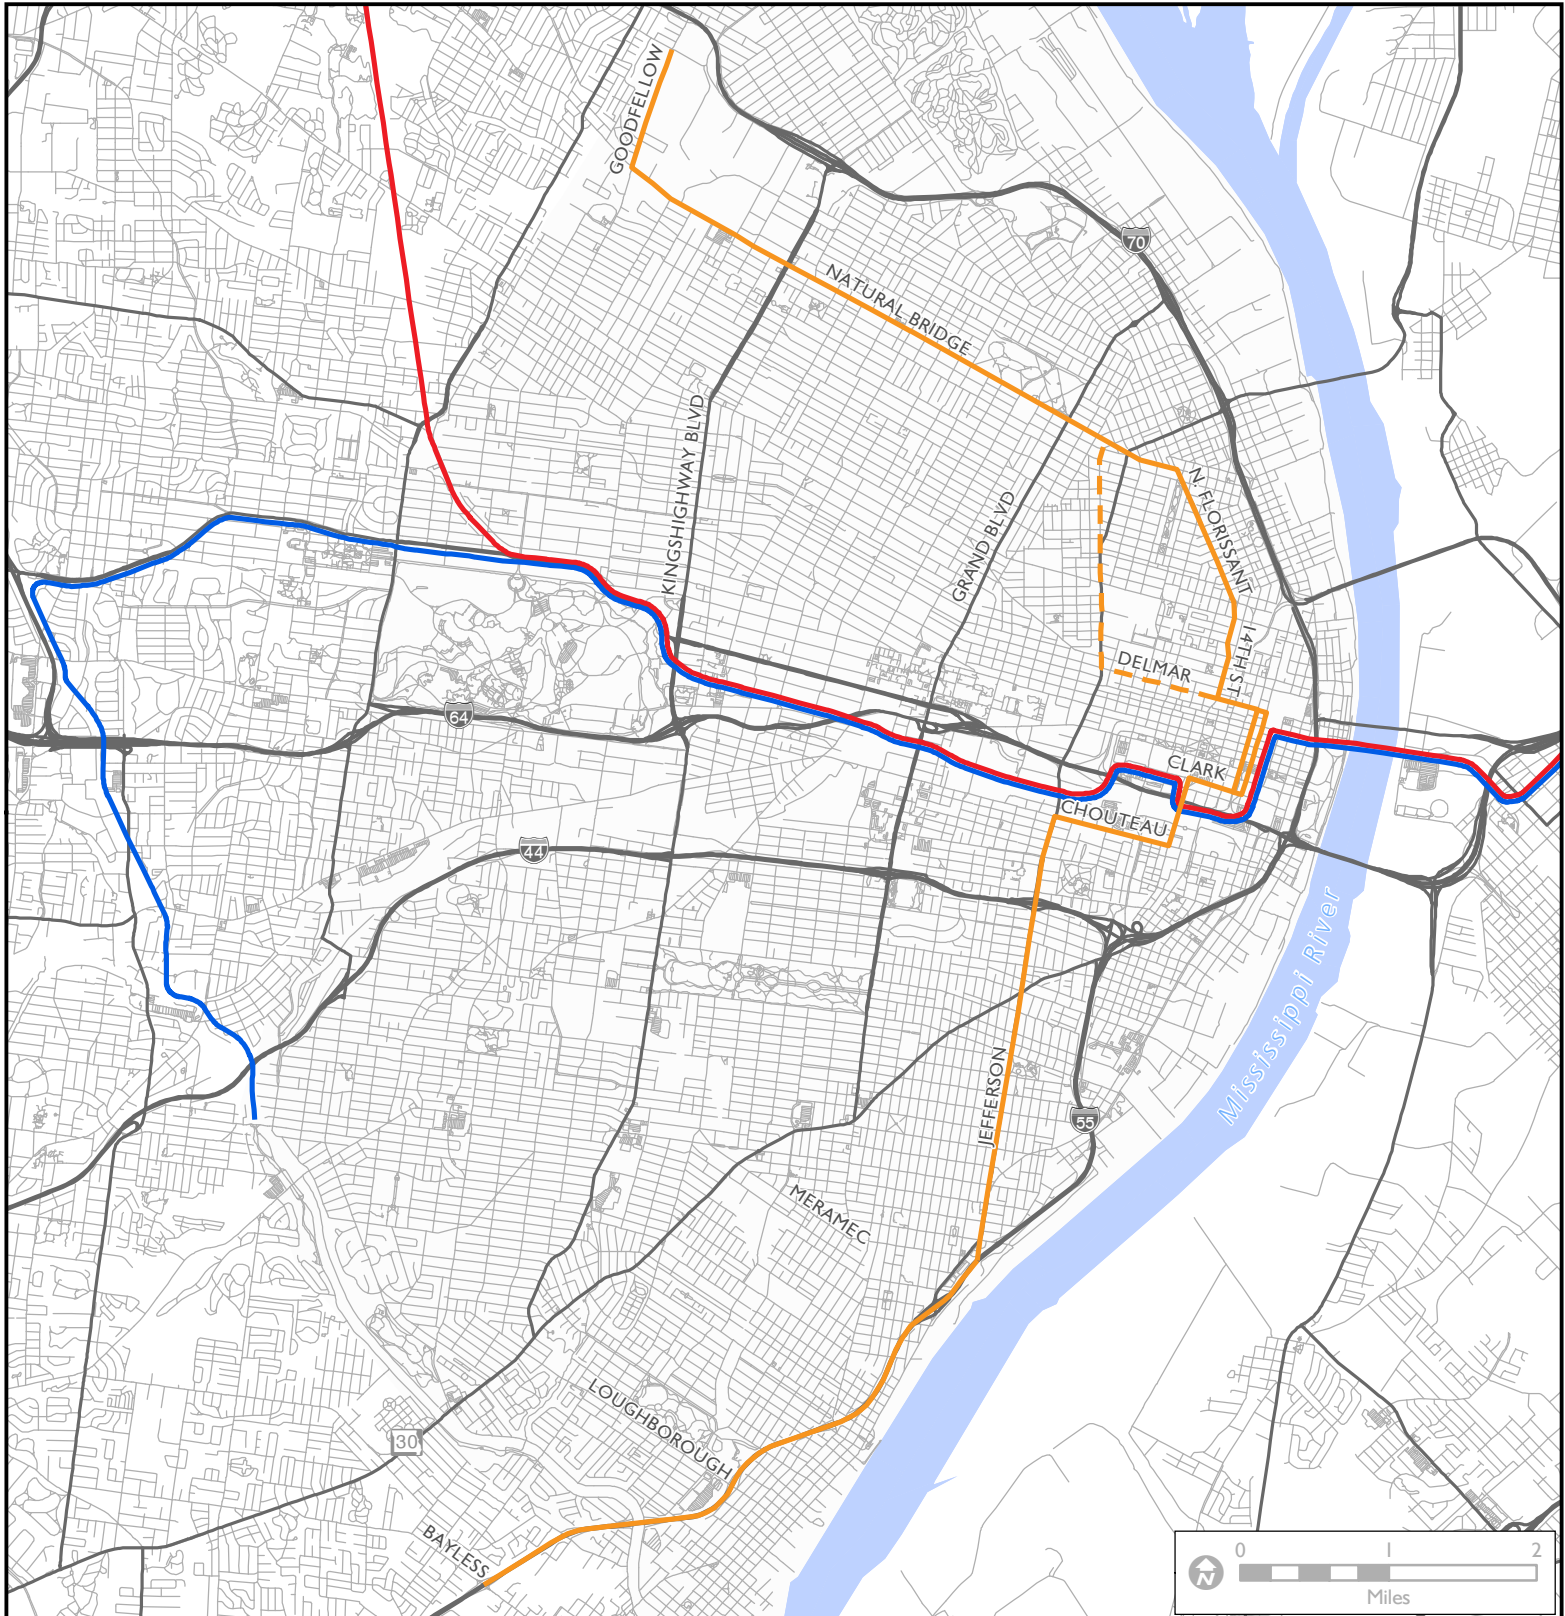 GOODFELLOW
70
NATURAL BRIDGE
KINGSHIGHWAY BLVD
GRAND BLVD
N. FLORISSANT
14TH ST
DELMAR
64
CLARK
CHOUTEAU
44
Mississippi River
JEFFERSON
55
MERAMEC
LOUGHBOROUGH
30
BAYLESS
0 1 2
N
Miles